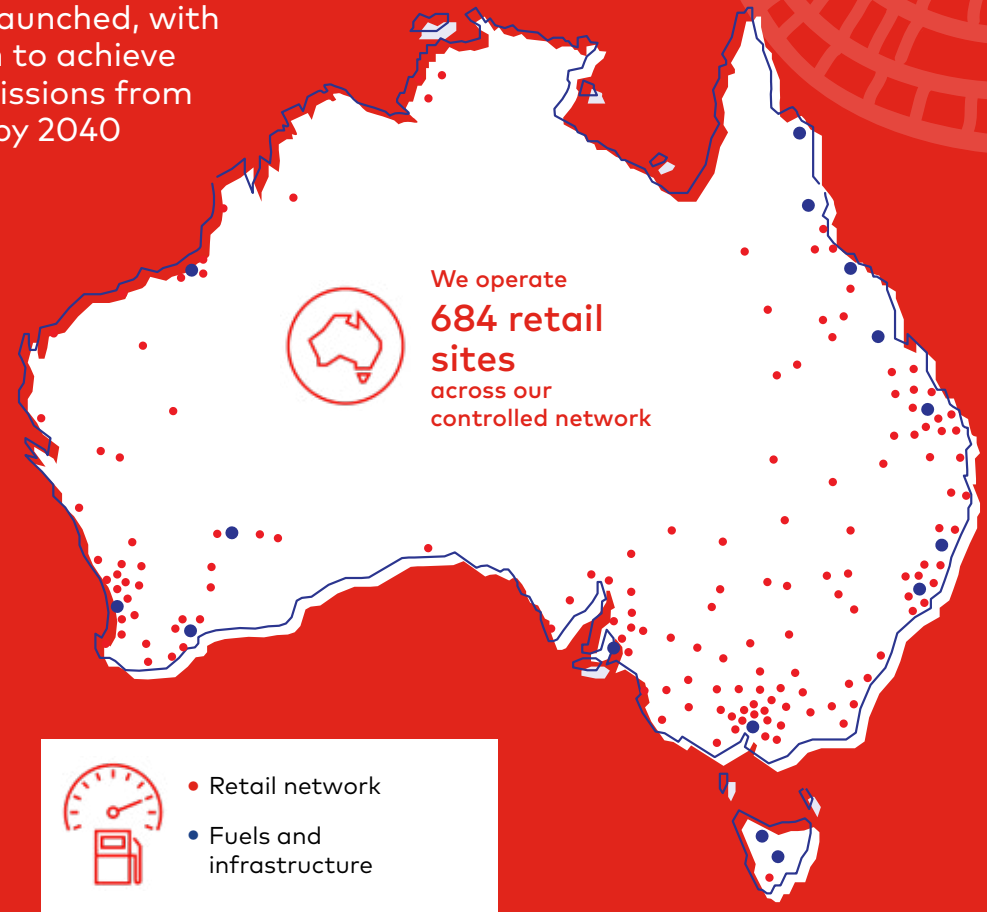 launched, with
to achieve
issions from
by 2040
We operate
684 retail
sites
across our
controlled network
Retail network
Fuels and
infrastructure